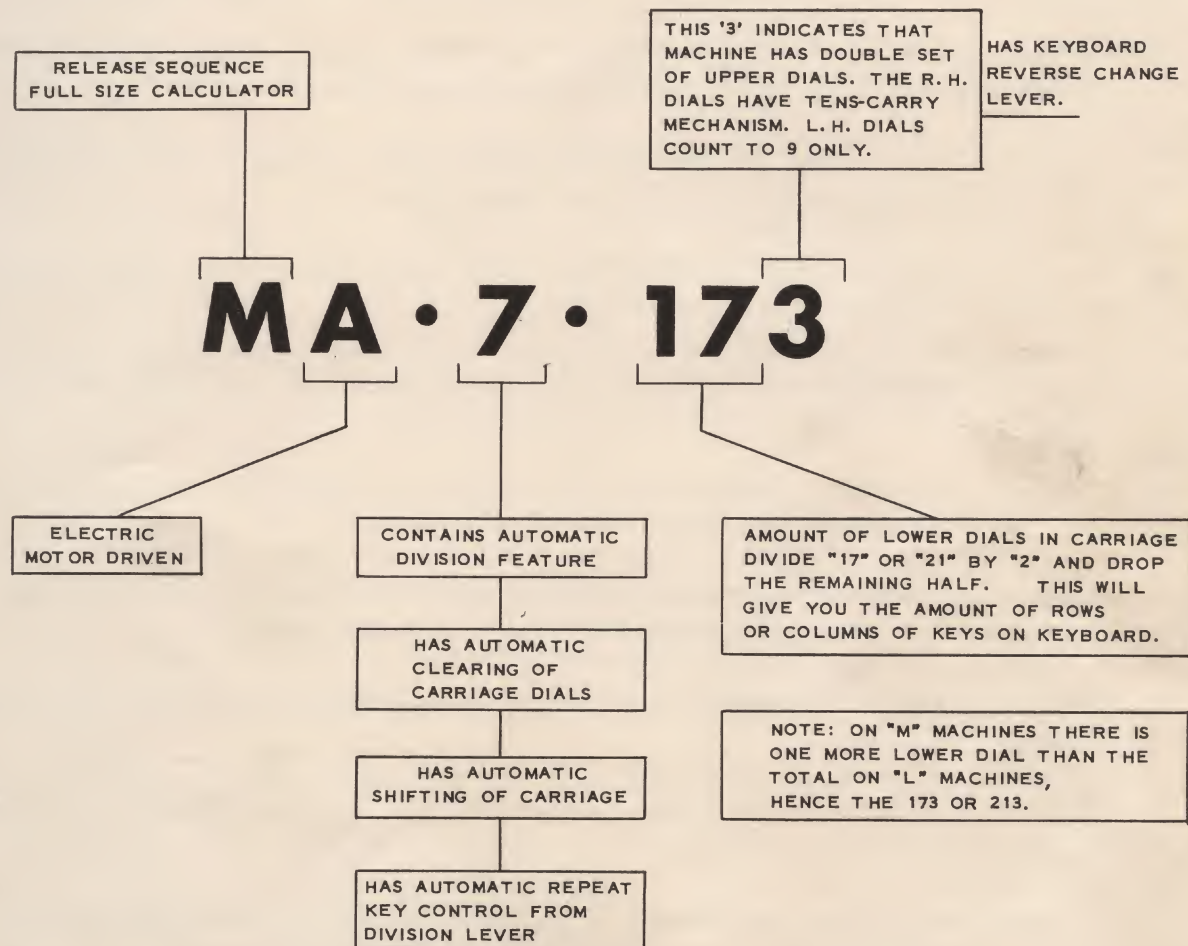 RELEASE SEQUENCE
FULL SIZE CALCULATOR
THIS '3' INDICATES THAT
MACHINE HAS DOUBLE SET
OF UPPER DIALS. THE R.H.
DIALS HAVE TENS-CARRY
MECHANISM. L.H. DIALS
COUNT TO 9 ONLY.
HAS KEYBOARD
REVERSE CHANGE
LEVER.
MA • 7 • 173
ELECTRIC
MOTOR DRIVEN
CONTAINS AUTOMATIC
DIVISION FEATURE
HAS AUTOMATIC
CLEARING OF
CARRIAGE DIALS
HAS AUTOMATIC
SHIFTING OF CARRIAGE
HAS AUTOMATIC REPEAT
KEY CONTROL FROM
DIVISION LEVER
AMOUNT OF LOWER DIALS IN CARRIAGE
DIVIDE "17" OR "21" BY "2" AND DROP
THE REMAINING HALF. THIS WILL
GIVE YOU THE AMOUNT OF ROWS
OR COLUMNS OF KEYS ON KEYBOARD.
NOTE: ON "M" MACHINES THERE IS
ONE MORE LOWER DIAL THAN THE
TOTAL ON "L" MACHINES,
HENCE THE 173 OR 213.